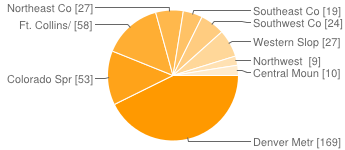 Northeast Co [27]
Ft. Collins/ [58]
Colorado Spr [53]
Southeast Co [19]
Southwest Co [24]
Western Slop [27]
Northwest  [9]
Central Moun [10]
Denver Metr [169]